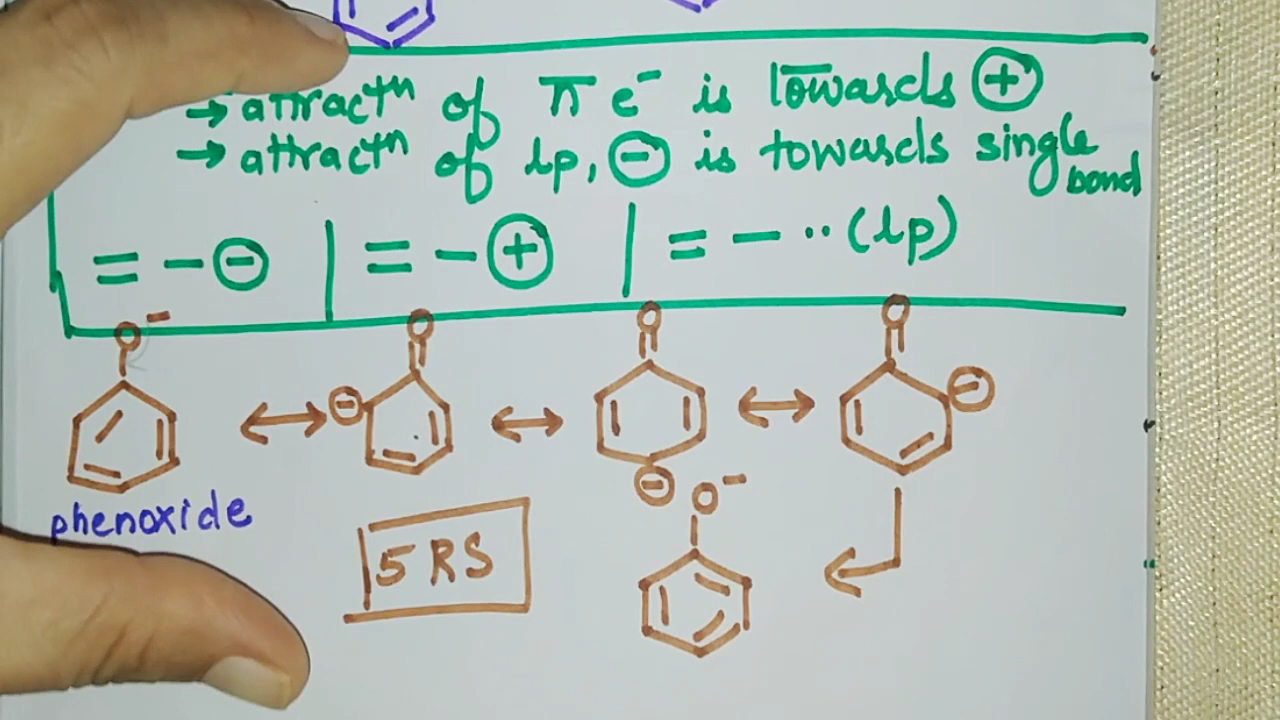 → attractⁿ of π e⁻ is towards ⊕
→ attractⁿ of lp, ⊖ is towards single bond
= - ⊖ | = - ⊕ | = - ·· (lp)
O⁻ ↔ O ⊖ ↔ O ⊖ ↔ O ⊖
phenoxide
5 RS
O⁻